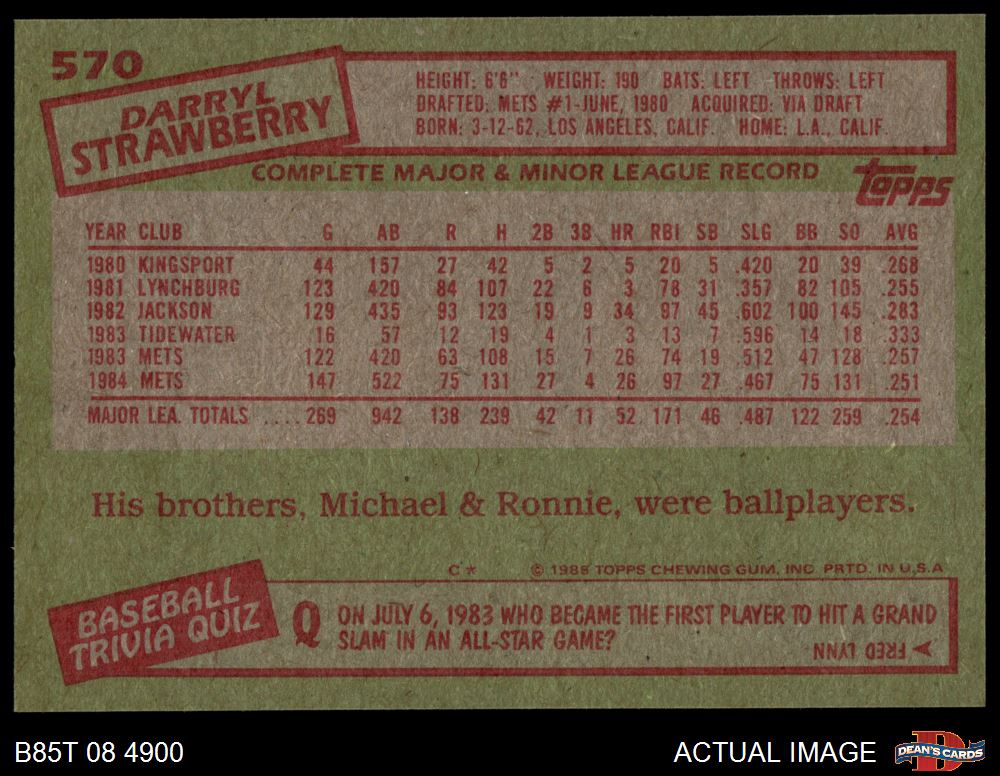 570
DARRYL
STRAWBERRY
HEIGHT: 6'6" WEIGHT: 190 BATS: LEFT THROWS: LEFT
DRAFTED: METS #1-JUNE, 1980 ACQUIRED: VIA DRAFT
BORN: 3-12-62, LOS ANGELES, CALIF. HOME: L.A., CALIF.
COMPLETE MAJOR & MINOR LEAGUE RECORD
Topps
YEAR CLUB G AB R H 2B 3B HR RBI SB SLG BB SO AVG
1980 KINGSPORT 44 157 27 42 5 2 5 20 5 .420 20 39 .268
1981 LYNCHBURG 123 420 84 107 22 6 3 78 31 .357 82 105 .255
1982 JACKSON 129 435 93 123 19 9 34 97 45 .602 100 145 .283
1983 TIDEWATER 16 57 12 19 4 1 3 13 7 .596 14 18 .333
1983 METS 122 420 63 108 15 7 26 74 19 .512 47 128 .257
1984 METS 147 522 75 131 27 4 26 97 27 .467 75 131 .251
MAJOR LEA. TOTALS .... 269 942 138 239 42 11 52 171 46 .487 122 259 .254
His brothers, Michael & Ronnie, were ballplayers.
C* © 1985 TOPPS CHEWING GUM, INC. PRTD. IN U.S.A
BASEBALL
TRIVIA QUIZ
Q ON JULY 6, 1983 WHO BECAME THE FIRST PLAYER TO HIT A GRAND
SLAM IN AN ALL-STAR GAME?
FRED LYNN
B85T 08 4900
ACTUAL IMAGE
DEAN'S CARDS